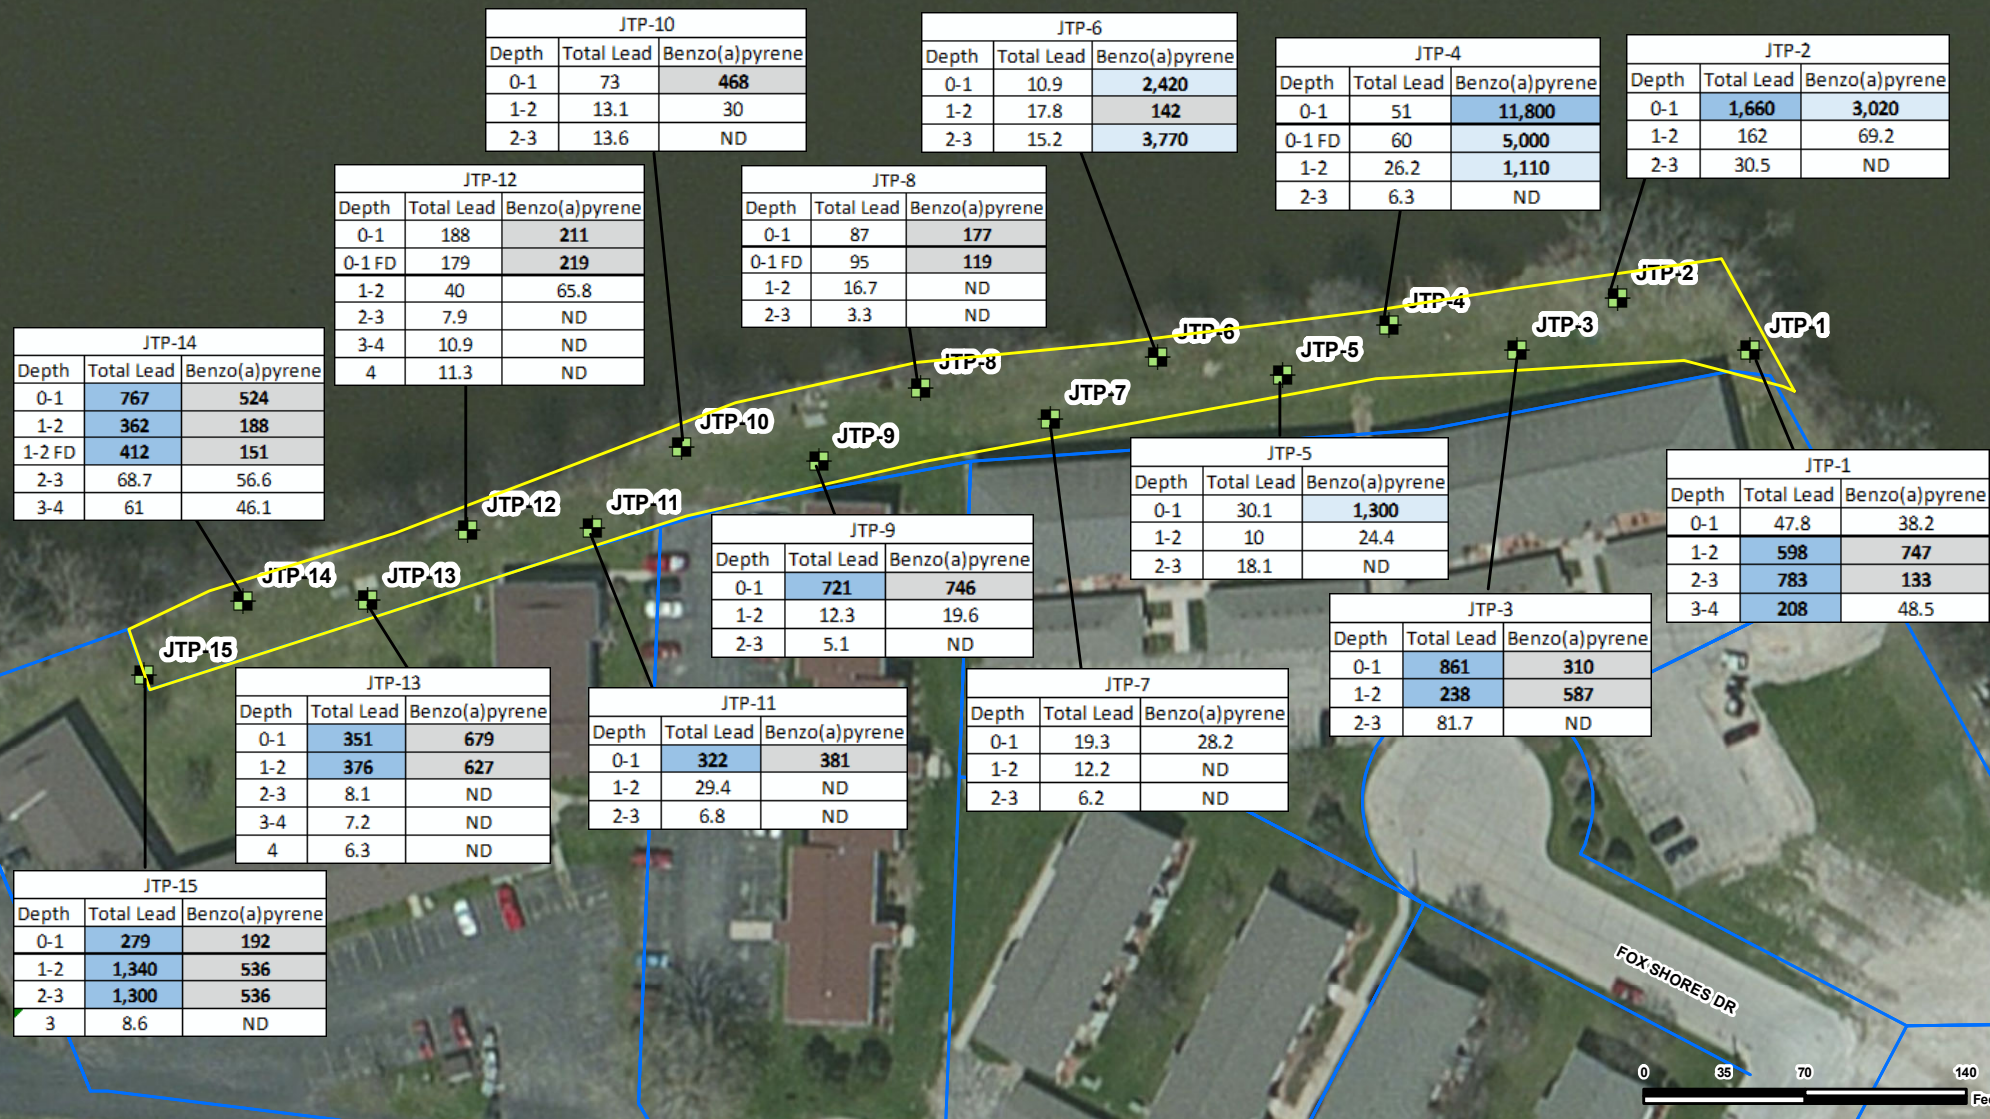 JTP-10
Depth Total Lead Benzo(a)pyrene
0-1 73 468
1-2 13.1 30
2-3 13.6 ND
JTP-6
Depth Total Lead Benzo(a)pyrene
0-1 10.9 2,420
1-2 17.8 142
2-3 15.2 3,770
JTP-4
Depth Total Lead Benzo(a)pyrene
0-1 51 11,800
0-1 FD 60 5,000
1-2 26.2 1,110
2-3 6.3 ND
JTP-2
Depth Total Lead Benzo(a)pyrene
0-1 1,660 3,020
1-2 162 69.2
2-3 30.5 ND
JTP-12
Depth Total Lead Benzo(a)pyrene
0-1 188 211
0-1 FD 179 219
1-2 40 65.8
2-3 7.9 ND
3-4 10.9 ND
4 11.3 ND
JTP-8
Depth Total Lead Benzo(a)pyrene
0-1 87 177
0-1 FD 95 119
1-2 16.7 ND
2-3 3.3 ND
JTP-14
Depth Total Lead Benzo(a)pyrene
0-1 767 524
1-2 362 188
1-2 FD 412 151
2-3 68.7 56.6
3-4 61 46.1
JTP-2
JTP-4
JTP-3
JTP-1
JTP-6
JTP-5
JTP-8
JTP-7
JTP-10
JTP-9
JTP-12
JTP-11
JTP-14
JTP-13
JTP-15
JTP-5
Depth Total Lead Benzo(a)pyrene
0-1 30.1 1,300
1-2 10 24.4
2-3 18.1 ND
JTP-1
Depth Total Lead Benzo(a)pyrene
0-1 47.8 38.2
1-2 598 747
2-3 783 133
3-4 208 48.5
JTP-9
Depth Total Lead Benzo(a)pyrene
0-1 721 746
1-2 12.3 19.6
2-3 5.1 ND
JTP-3
Depth Total Lead Benzo(a)pyrene
0-1 861 310
1-2 238 587
2-3 81.7 ND
JTP-13
Depth Total Lead Benzo(a)pyrene
0-1 351 679
1-2 376 627
2-3 8.1 ND
3-4 7.2 ND
4 6.3 ND
JTP-11
Depth Total Lead Benzo(a)pyrene
0-1 322 381
1-2 29.4 ND
2-3 6.8 ND
JTP-7
Depth Total Lead Benzo(a)pyrene
0-1 19.3 28.2
1-2 12.2 ND
2-3 6.2 ND
JTP-15
Depth Total Lead Benzo(a)pyrene
0-1 279 192
1-2 1,340 536
2-3 1,300 536
3 8.6 ND
FOX SHORES DR
0 35 70 140
Fee